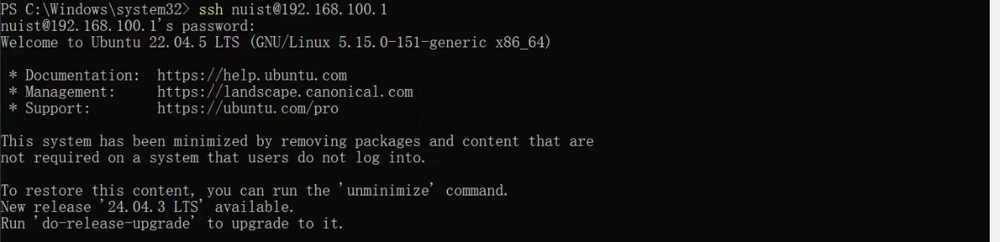 PS C:\Windows\system32> ssh nuist@192.168.100.1
nuist@192.168.100.1's password:
Welcome to Ubuntu 22.04.5 LTS (GNU/Linux 5.15.0-151-generic x86_64)
* Documentation:  https://help.ubuntu.com
* Management:     https://landscape.canonical.com
* Support:        https://ubuntu.com/pro
This system has been minimized by removing packages and content that are
not required on a system that users do not log into.
To restore this content, you can run the 'unminimize' command.
New release '24.04.3 LTS' available.
Run 'do-release-upgrade' to upgrade to it.